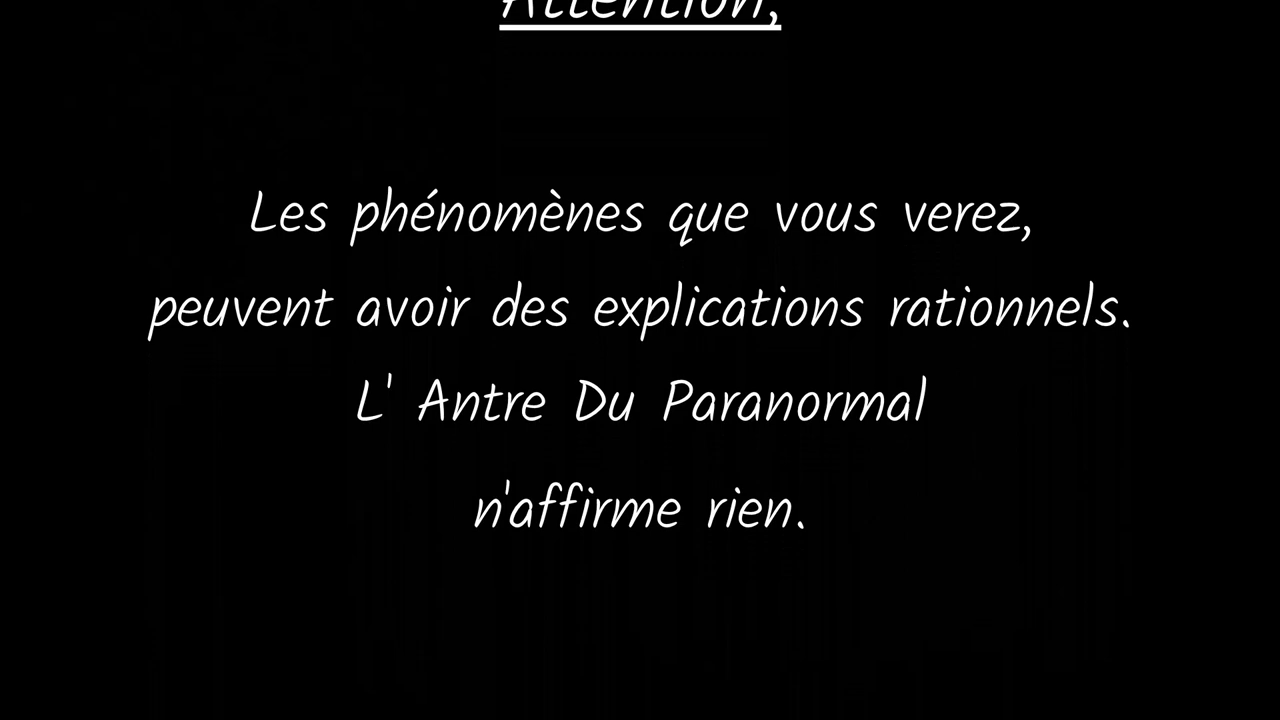 Attention,
Les phénomènes que vous verez,
peuvent avoir des explications rationnels.
L' Antre Du Paranormal
n'affirme rien.